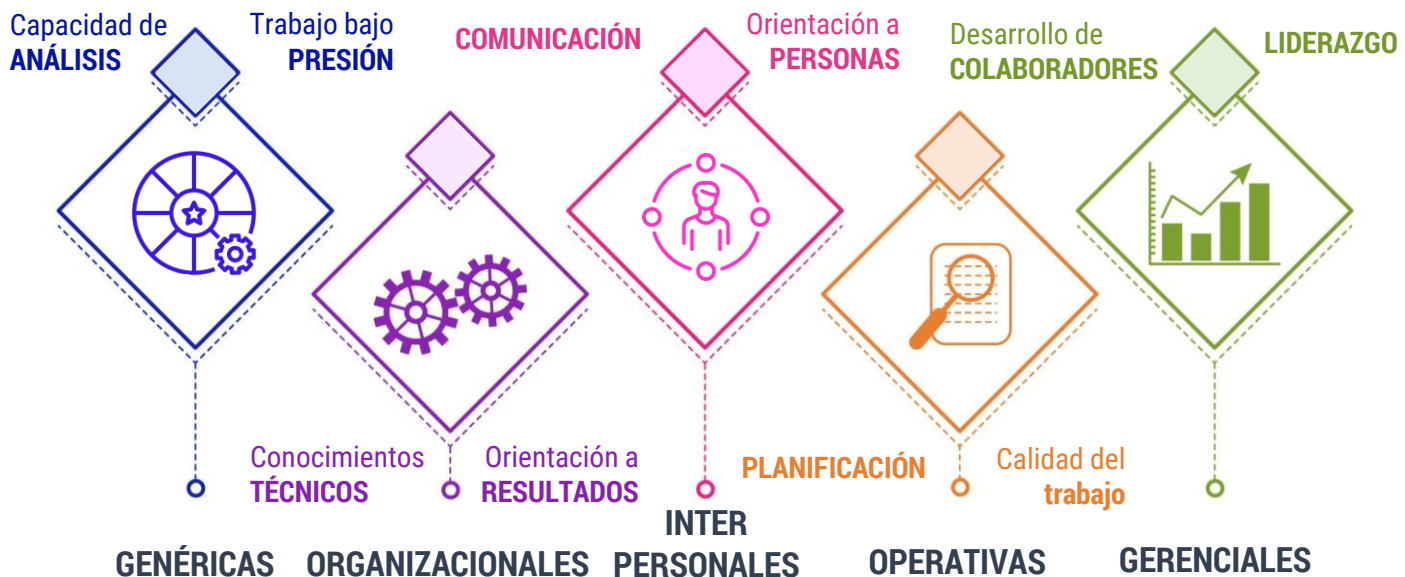 Capacidad de
ANÁLISIS
Trabajo bajo
PRESIÓN
COMUNICACIÓN
Orientación a
PERSONAS
Desarrollo de
COLABORADORES
LIDERAZGO
Conocimientos
TÉCNICOS
Orientación a
RESULTADOS
PLANIFICACIÓN
Calidad del
trabajo
GENÉRICAS
ORGANIZACIONALES
INTER
PERSONALES
OPERATIVAS
GERENCIALES